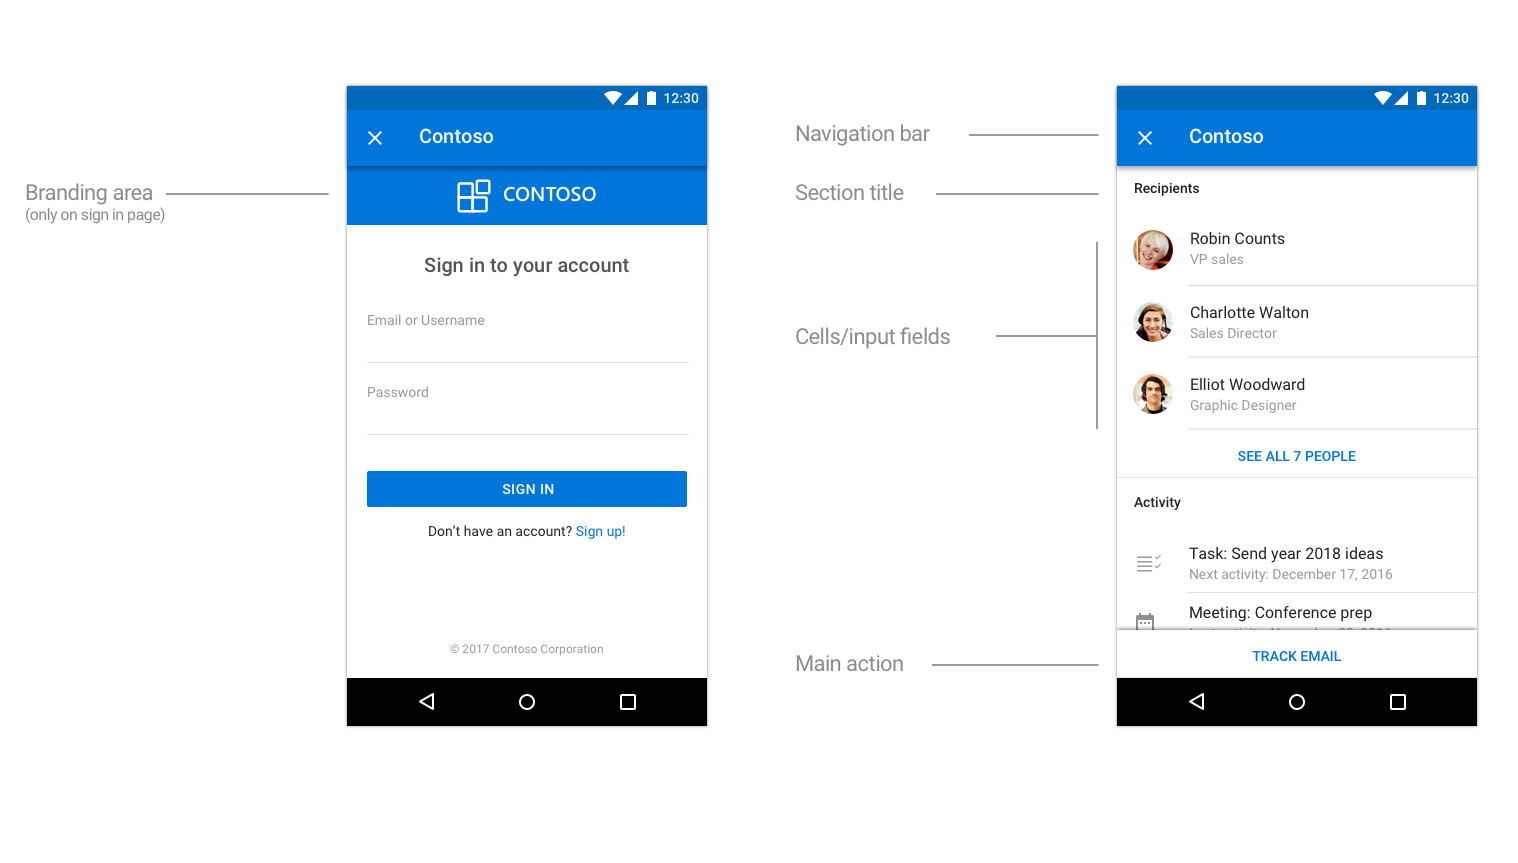 Branding area
(only on sign in page)
12:30
Contoso
CONTOSO
Sign in to your account
Email or Username
Password
SIGN IN
Don’t have an account? Sign up!
© 2017 Contoso Corporation
Navigation bar
Section title
Cells/input fields
Main action
12:30
Contoso
Recipients
Robin Counts
VP sales
Charlotte Walton
Sales Director
Elliot Woodward
Graphic Designer
SEE ALL 7 PEOPLE
Activity
Task: Send year 2018 ideas
Next activity: December 17, 2016
Meeting: Conference prep
TRACK EMAIL